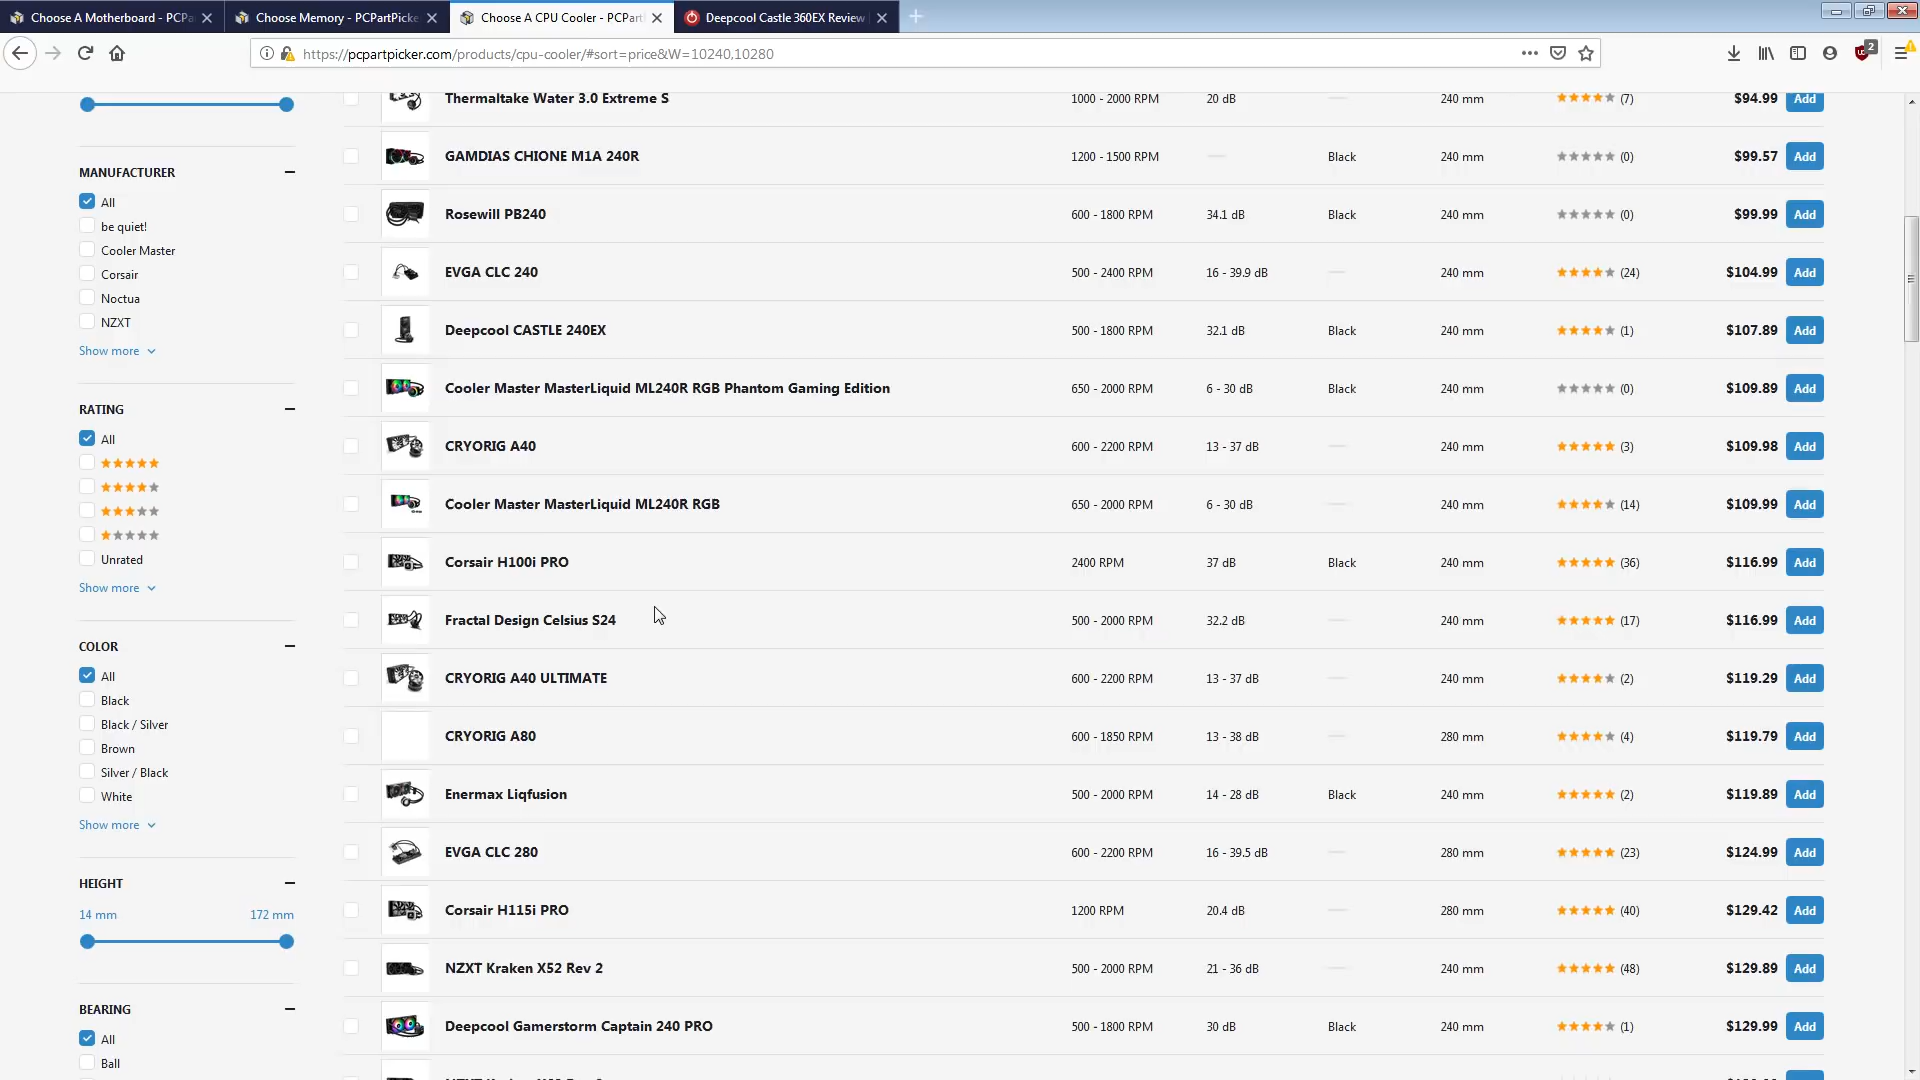 Choose A Motherboard - PCPa
Choose Memory - PCPartPicke
Choose A CPU Cooler - PCPart
Deepcool Castle 360EX Review
https://pcpartpicker.com/products/cpu-cooler/#sort=price&W=10240,10280
2
Thermaltake Water 3.0 Extreme S 1000 - 2000 RPM 20 dB — 240 mm (7) $94.99 Add
GAMDIAS CHIONE M1A 240R 1200 - 1500 RPM — Black 240 mm (0) $99.57 Add
Rosewill PB240 600 - 1800 RPM 34.1 dB Black 240 mm (0) $99.99 Add
EVGA CLC 240 500 - 2400 RPM 16 - 39.9 dB — 240 mm (24) $104.99 Add
Deepcool CASTLE 240EX 500 - 1800 RPM 32.1 dB Black 240 mm (1) $107.89 Add
Cooler Master MasterLiquid ML240R RGB Phantom Gaming Edition 650 - 2000 RPM 6 - 30 dB Black 240 mm (0) $109.89 Add
CRYORIG A40 600 - 2200 RPM 13 - 37 dB — 240 mm (3) $109.98 Add
Cooler Master MasterLiquid ML240R RGB 650 - 2000 RPM 6 - 30 dB — 240 mm (14) $109.99 Add
Corsair H100i PRO 2400 RPM 37 dB Black 240 mm (36) $116.99 Add
Fractal Design Celsius S24 500 - 2000 RPM 32.2 dB — 240 mm (17) $116.99 Add
CRYORIG A40 ULTIMATE 600 - 2200 RPM 13 - 37 dB — 240 mm (2) $119.29 Add
CRYORIG A80 600 - 1850 RPM 13 - 38 dB — 280 mm (4) $119.79 Add
Enermax Liqfusion 500 - 2000 RPM 14 - 28 dB Black 240 mm (2) $119.89 Add
EVGA CLC 280 600 - 2200 RPM 16 - 39.5 dB — 280 mm (23) $124.99 Add
Corsair H115i PRO 1200 RPM 20.4 dB — 280 mm (40) $129.42 Add
NZXT Kraken X52 Rev 2 500 - 2000 RPM 21 - 36 dB — 240 mm (48) $129.89 Add
Deepcool Gamerstorm Captain 240 PRO 500 - 1800 RPM 30 dB Black 240 mm (1) $129.99 Add
MANUFACTURER
All
be quiet!
Cooler Master
Corsair
Noctua
NZXT
Show more
RATING
All
Unrated
Show more
COLOR
All
Black
Black / Silver
Brown
Silver / Black
White
Show more
HEIGHT
14 mm 172 mm
BEARING
All
Ball